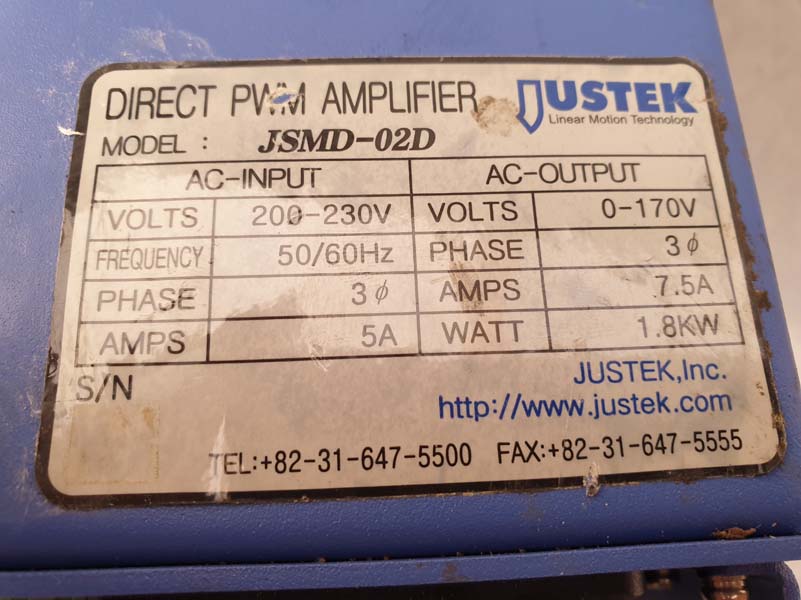 DIRECT PWM AMPLIFIER JUSTEK
Linear Motion Technology
MODEL : JSMD-02D
AC-INPUT AC-OUTPUT
VOLTS 200-230V VOLTS 0-170V
FREQUENCY 50/60Hz PHASE 3ϕ
PHASE 3ϕ AMPS 7.5A
AMPS 5A WATT 1.8KW
S/N JUSTEK,Inc.
http://www.justek.com
TEL:+82-31-647-5500 FAX:+82-31-647-5555